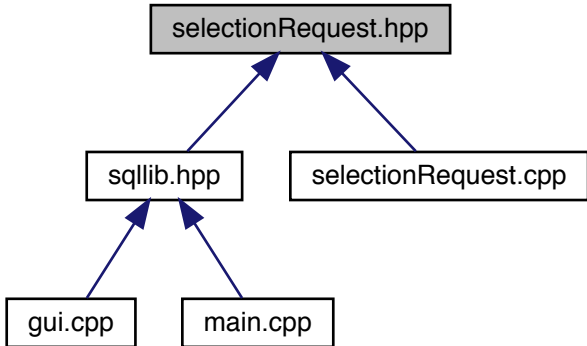 selectionRequest.hpp
sqllib.hpp
selectionRequest.cpp
gui.cpp
main.cpp